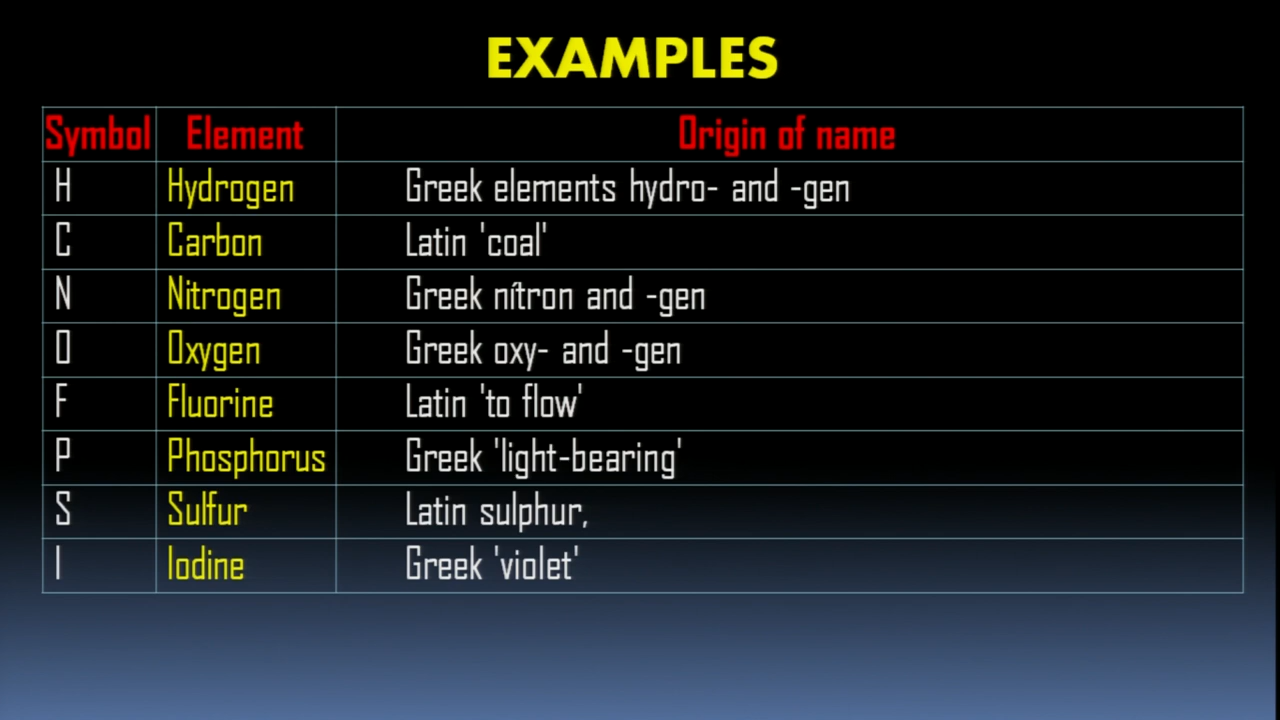 EXAMPLES
Symbol Element Origin of name
H Hydrogen Greek elements hydro- and -gen
C Carbon Latin 'coal'
N Nitrogen Greek nítron and -gen
O Oxygen Greek oxy- and -gen
F Fluorine Latin 'to flow'
P Phosphorus Greek 'light-bearing'
S Sulfur Latin sulphur,
I Iodine Greek 'violet'